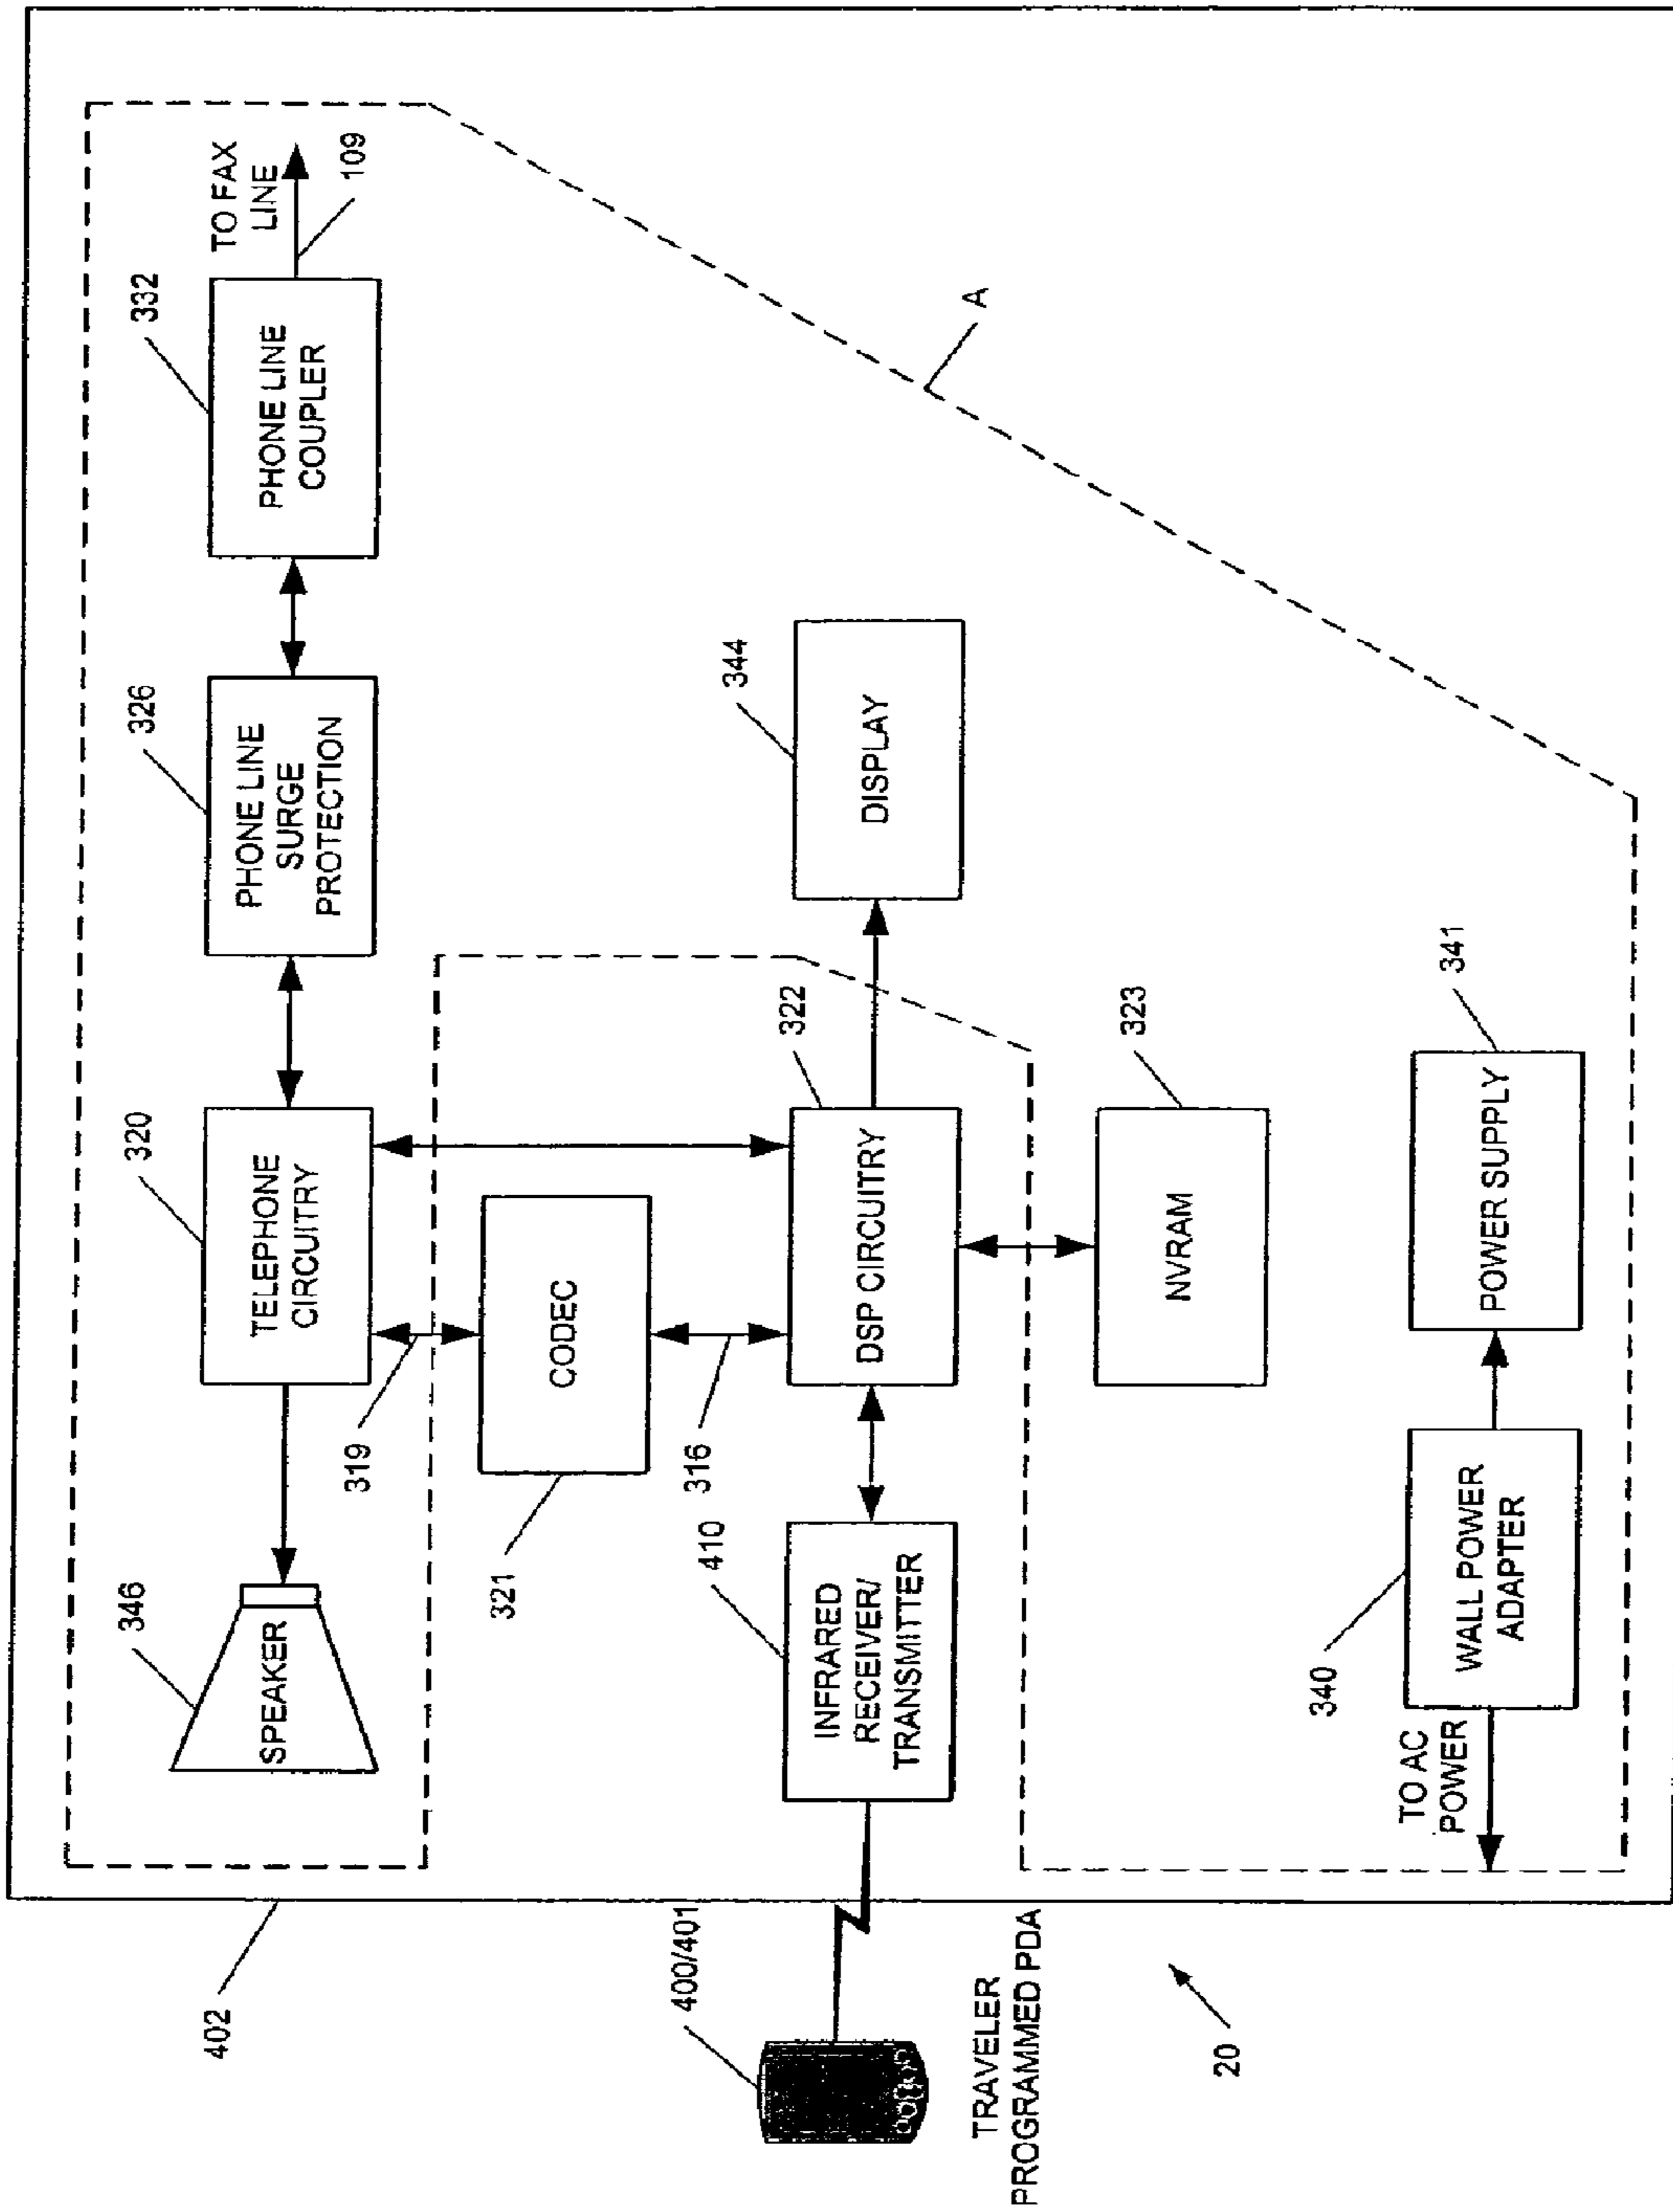 402
346
SPEAKER
320
TELEPHONE
CIRCUITRY
326
PHONE LINE
SURGE
PROTECTION
332
PHONE LINE
COUPLER
TO FAX
LINE
109
319
321
CODEC
316
400/401
TRAVELER
PROGRAMMED PDA
410
INFRARED
RECEIVER/
TRANSMITTER
322
DSP CIRCUITRY
344
DISPLAY
A
323
NVRAM
20
TO AC
POWER
340
WALL POWER
ADAPTER
341
POWER SUPPLY